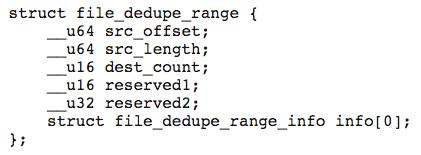 struct file_dedupe_range {
    __u64 src_offset;
    __u64 src_length;
    __u16 dest_count;
    __u16 reserved1;
    __u32 reserved2;
    struct file_dedupe_range_info info[0];
};